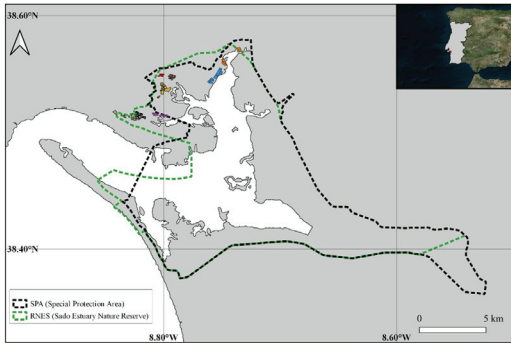 38.60°N
38.40°N
SPA (Special Protection Area)
RNES (Sado Estuary Nature Reserve)
8.80°W
8.60°W
0
5 km